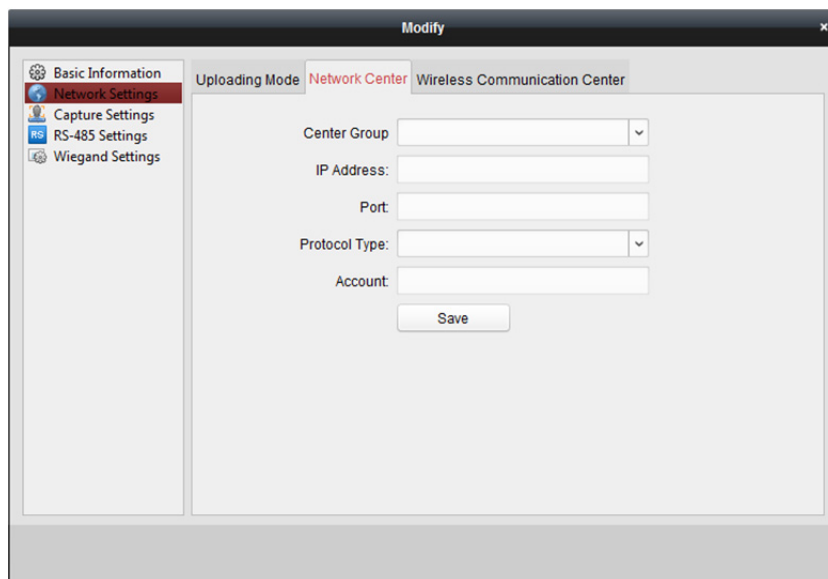 Modify
×
Basic Information
Network Settings
Capture Settings
RS RS-485 Settings
Wiegand Settings
Uploading Mode Network Center Wireless Communication Center
Center Group
IP Address:
Port:
Protocol Type:
Account:
Save